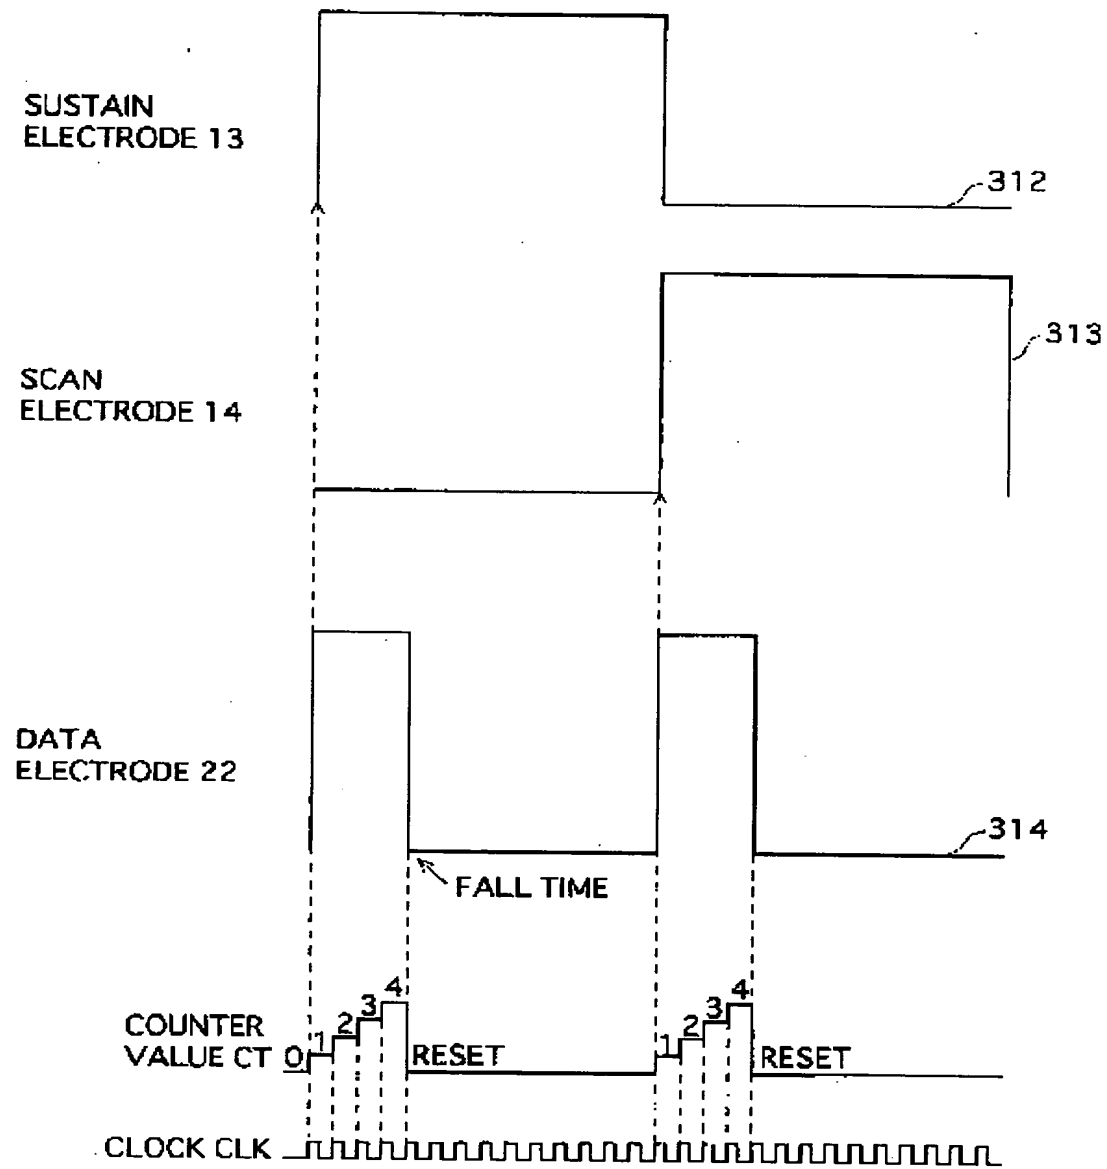 SUSTAIN
ELECTRODE 13
312
313
SCAN
ELECTRODE 14
DATA
ELECTRODE 22
314
FALL TIME
COUNTER
VALUE CT
0 1 2 3 4 RESET 1 2 3 4 RESET
CLOCK CLK